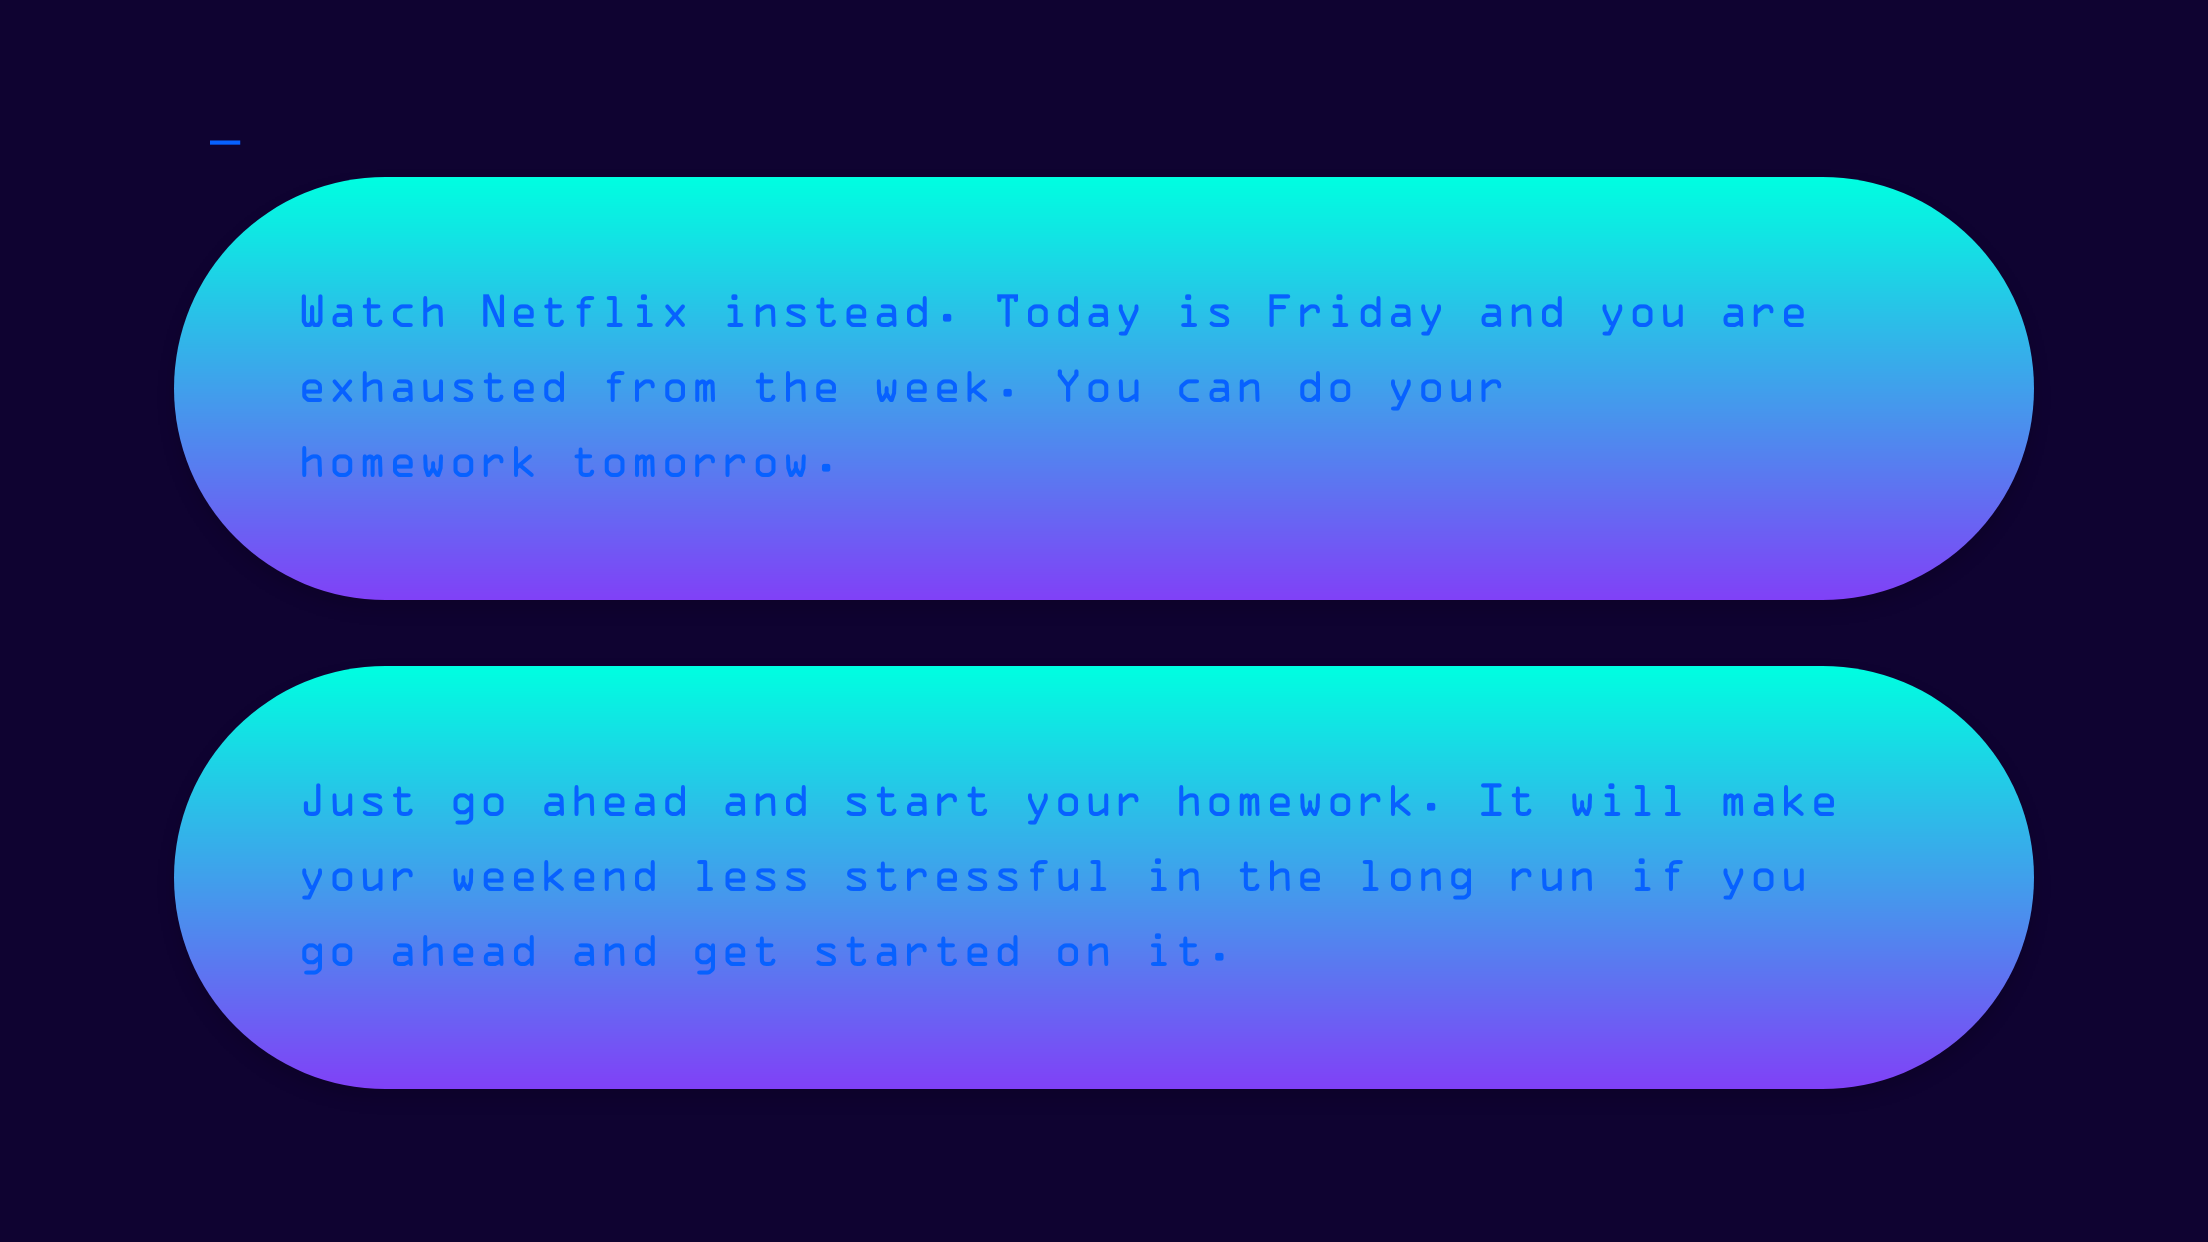 Watch Netflix instead. Today is Friday and you are
exhausted from the week. You can do your
homework tomorrow.
Just go ahead and start your homework. It will make
your weekend less stressful in the long run if you
go ahead and get started on it.